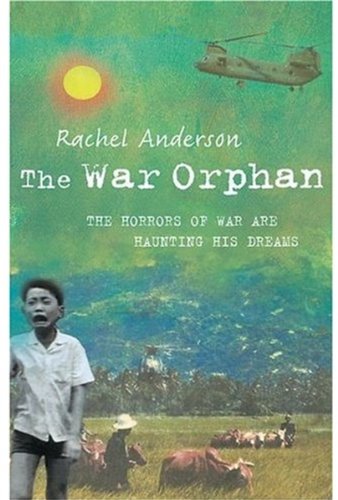 Rachel Anderson
The War Orphan
THE HORRORS OF WAR ARE
HAUNTING HIS DREAMS